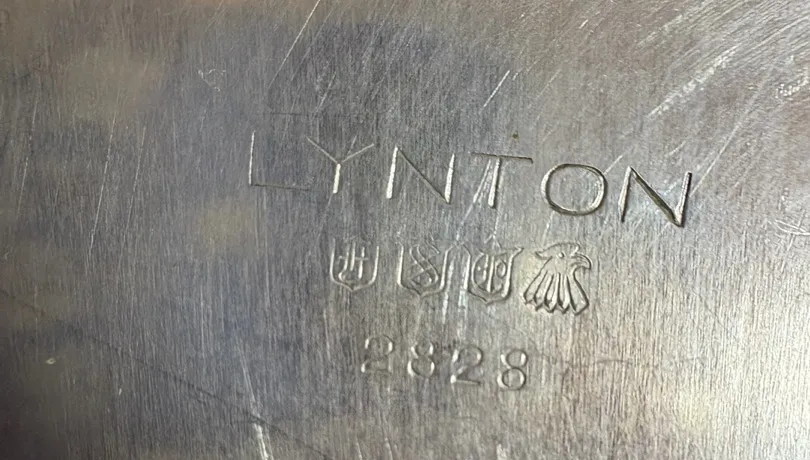 LYNTON
H S T
2828